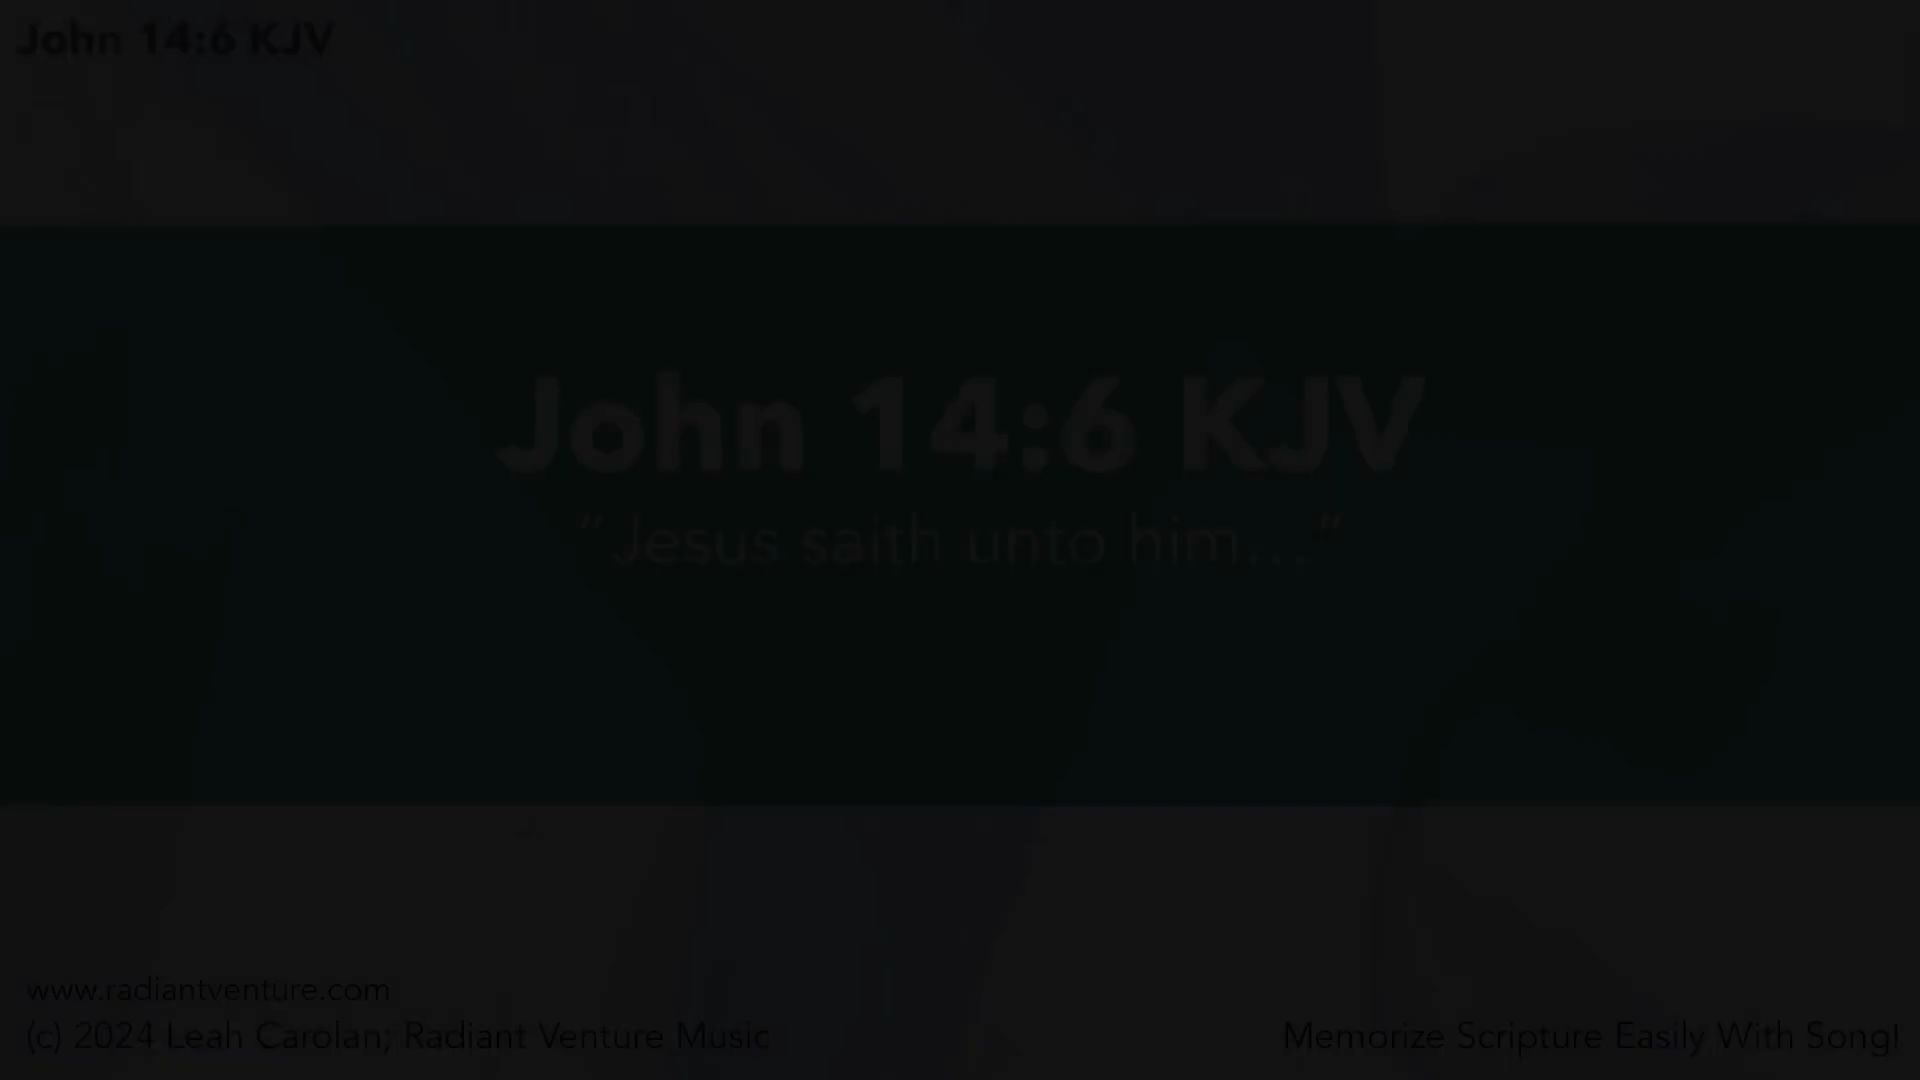 John 14:6 KJV
John 14:6 KJV
“Jesus saith unto him...”
www.radiantventure.com
(c) 2024 Leah Carolan; Radiant Venture Music
Memorize Scripture Easily With Song!